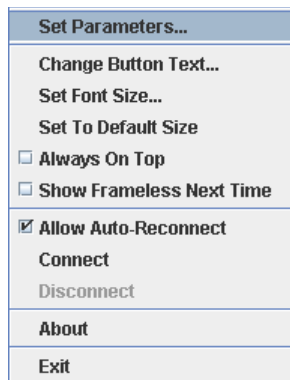 Set Parameters...
Change Button Text...
Set Font Size...
Set To Default Size
Always On Top
Show Frameless Next Time
Allow Auto-Reconnect
Connect
Disconnect
About
Exit